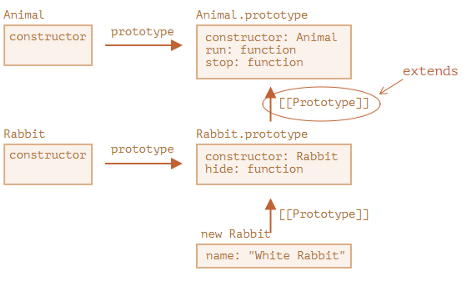 Animal
constructor
prototype
Animal.prototype
constructor: Animal
run: function
stop: function
[[Prototype]]
extends
Rabbit
constructor
prototype
Rabbit.prototype
constructor: Rabbit
hide: function
[[Prototype]]
new Rabbit
name: "White Rabbit"